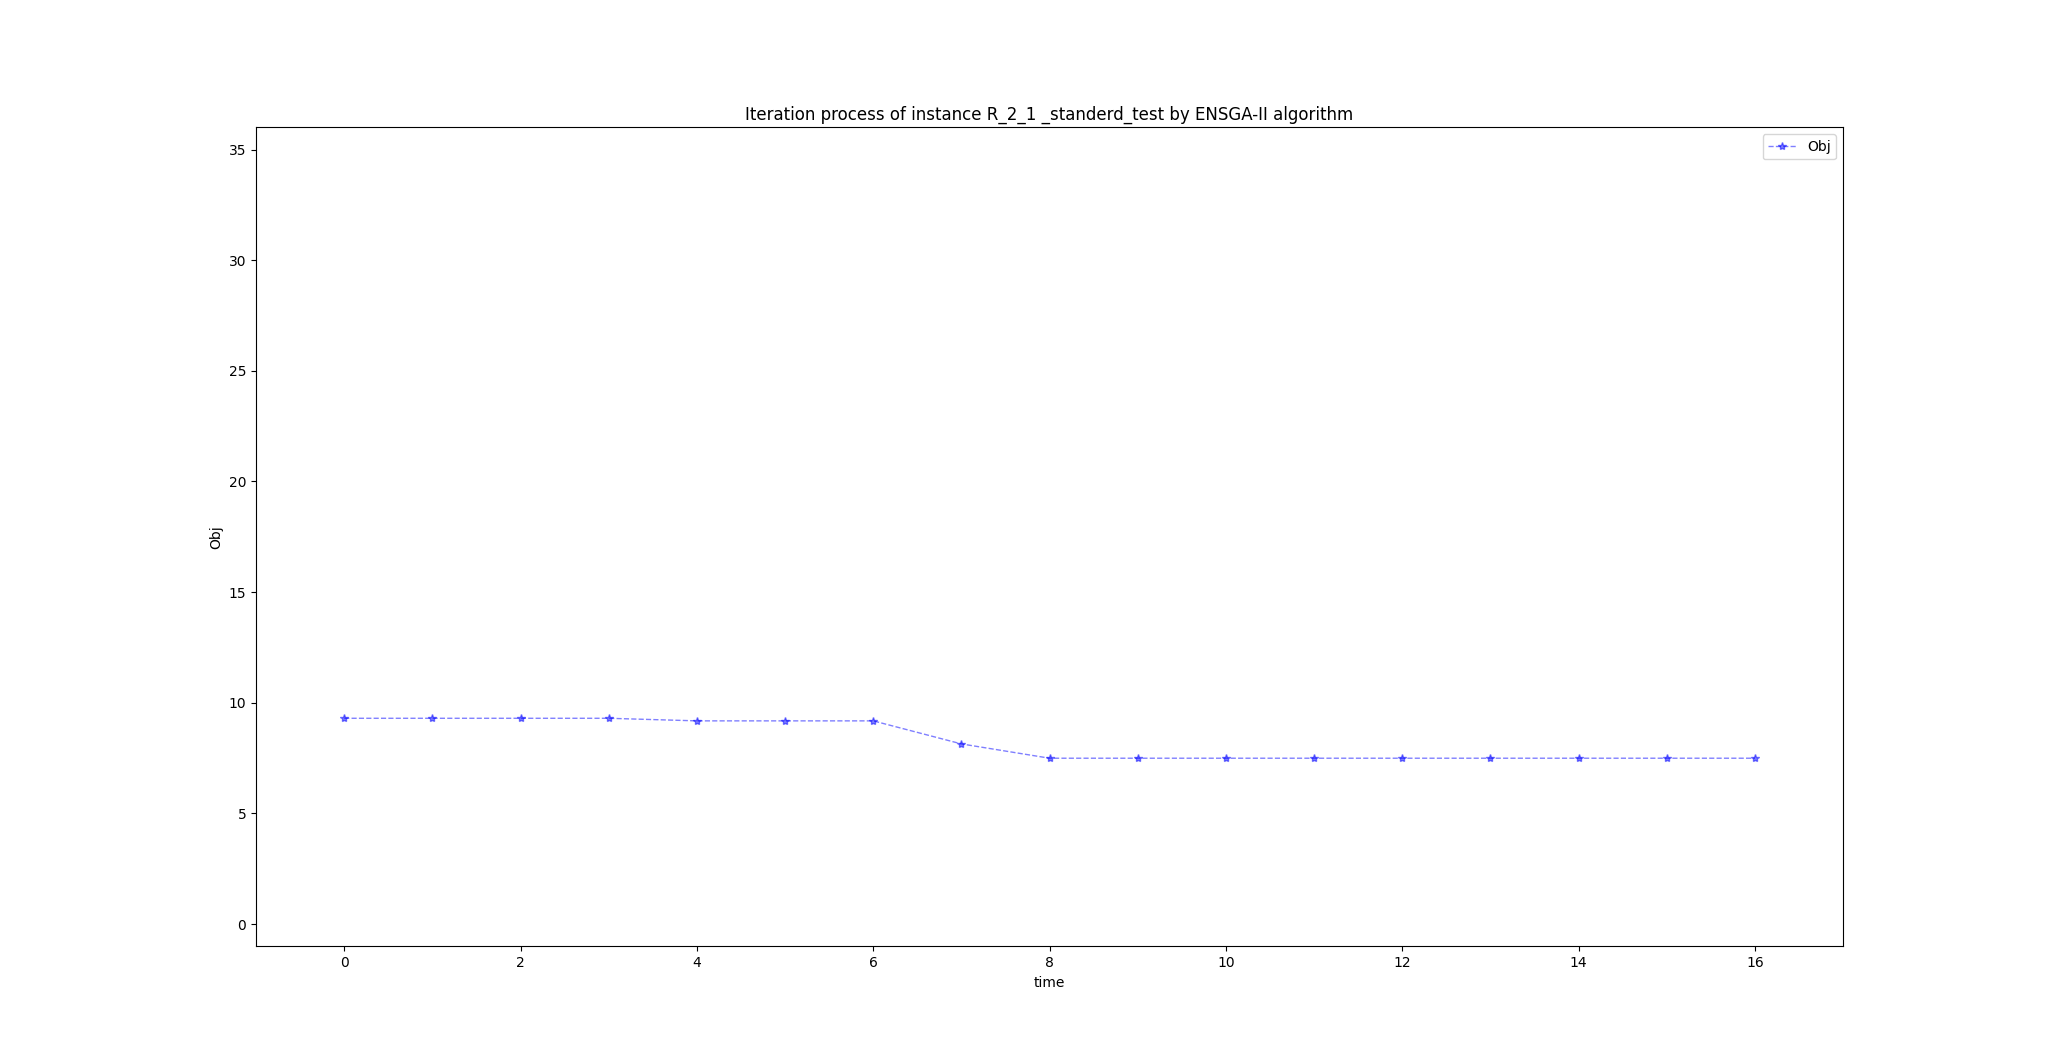 Iteration process of instance R_2_1 _standerd_test by ENSGA-II algorithm
Obj
35
30
25
20
15
10
5
0
Obj
0 2 4 6 8 10 12 14 16
time